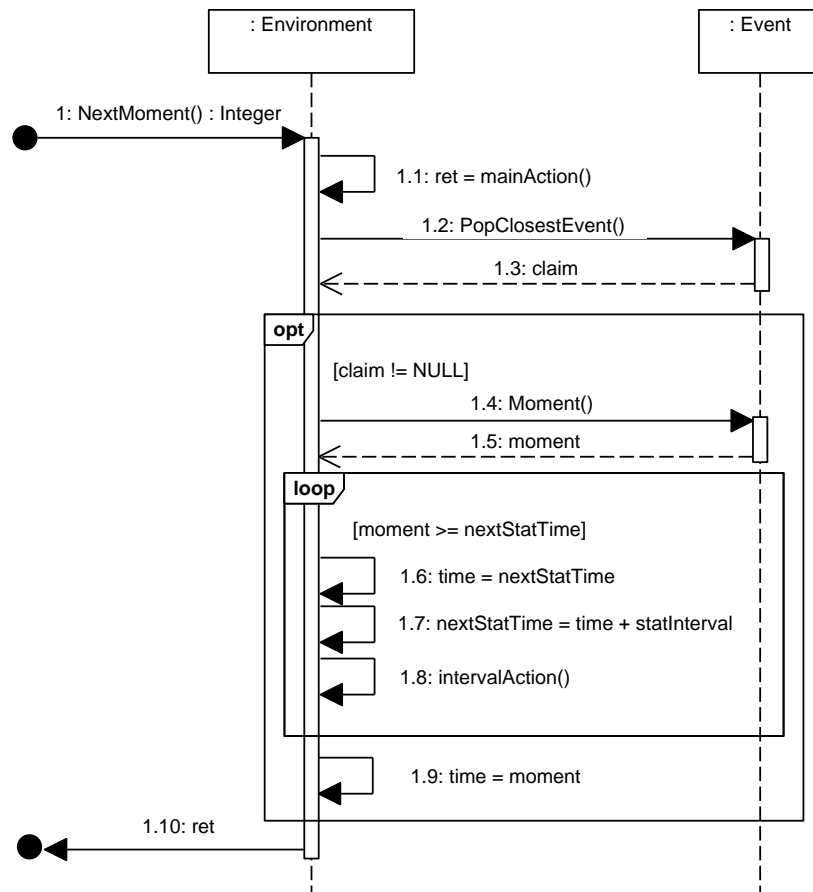 : Environment
: Event
1: NextMoment() : Integer
1.1: ret = mainAction()
1.2: PopClosestEvent()
1.3: claim
opt
[claim != NULL]
1.4: Moment()
1.5: moment
loop
[moment >= nextStatTime]
1.6: time = nextStatTime
1.7: nextStatTime = time + statInterval
1.8: intervalAction()
1.9: time = moment
1.10: ret